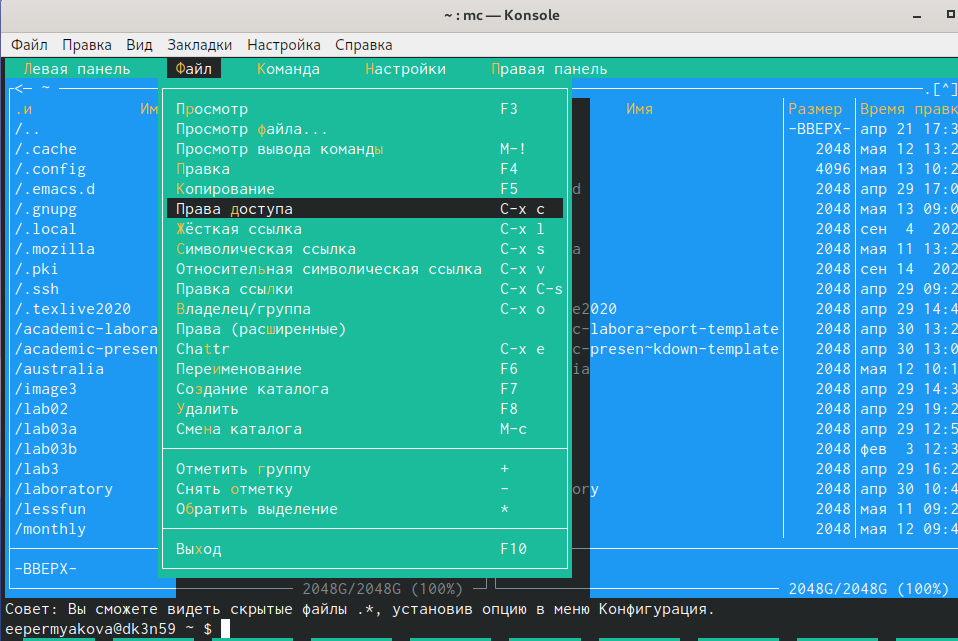 ~ : mc — Konsole
Файл Правка Вид Закладки Настройка Справка
Левая панель Файл Команда Настройки Правая панель
<— ~ .[^]
.и Им Просмотр F3 Имя Размер Время правк
/.. Просмотр файла... -ВВЕРХ- апр 21 17:3
/.cache Просмотр вывода команды M-! 2048 мая 12 13:2
/.config Правка F4 4096 мая 13 10:2
/.emacs.d Копирование F5 d 2048 апр 29 17:0
/.gnupg Права доступа C-x c 2048 мая 13 09:0
/.local Жёсткая ссылка C-x l 2048 сен 4 202
/.mozilla Символическая ссылка C-x s a 2048 мая 11 13:2
/.pki Относительная символическая ссылка C-x v 2048 сен 14 202
/.ssh Правка ссылки C-x C-s 2048 апр 29 09:2
/.texlive2020 Владелец/группа C-x o e2020 2048 апр 29 14:4
/academic-labora Права (расширенные) c-labora~eport-template 2048 апр 30 13:2
/academic-presen Chattr C-x e c-presen~kdown-template 2048 апр 30 13:0
/australia Переименование F6 ia 2048 мая 12 10:1
/image3 Создание каталога F7 2048 апр 29 14:3
/lab02 Удалить F8 2048 апр 29 19:2
/lab03a Смена каталога M-c 2048 апр 29 12:5
/lab03b 2048 фев 3 12:3
/lab3 Отметить группу + 2048 апр 29 16:2
/laboratory Снять отметку - ory 2048 апр 30 10:4
/lessfun Обратить выделение * 2048 мая 11 09:2
/monthly 2048 мая 12 09:4
Выход F10
-ВВЕРХ-
2048G/2048G (100%) 2048G/2048G (100%)
Совет: Вы сможете видеть скрытые файлы .*, установив опцию в меню Конфигурация.
eepermyakova@dk3n59 ~ $